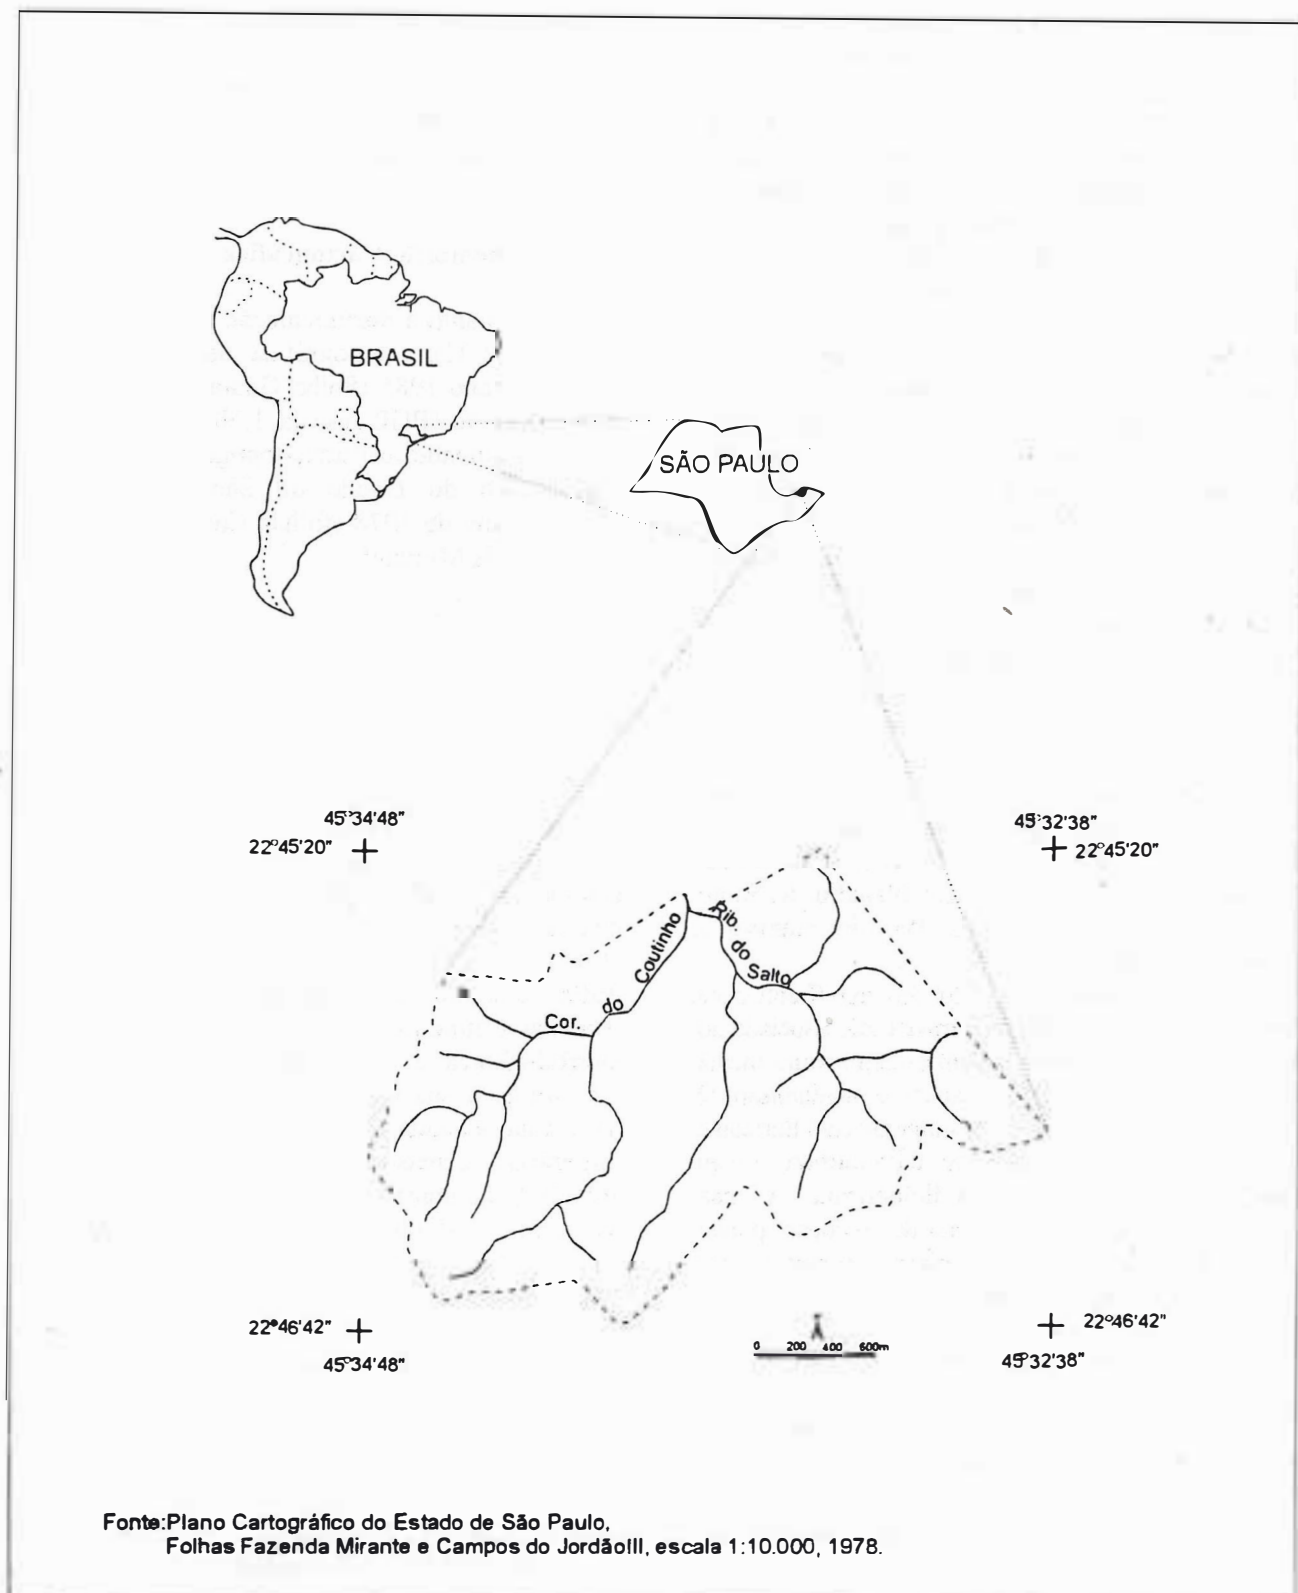 BRASIL
SÃO PAULO
45°34'48"
22°45'20"
45°32'38"
22°45'20"
Rib. do Salto
Cor. do Coutinho
22°46'42"
45°34'48"
0 200 400 600m
22°46'42"
45°32'38"
Fonte:Plano Cartográfico do Estado de São Paulo,
Folhas Fazenda Mirante e Campos do JordãoIII, escala 1:10.000, 1978.